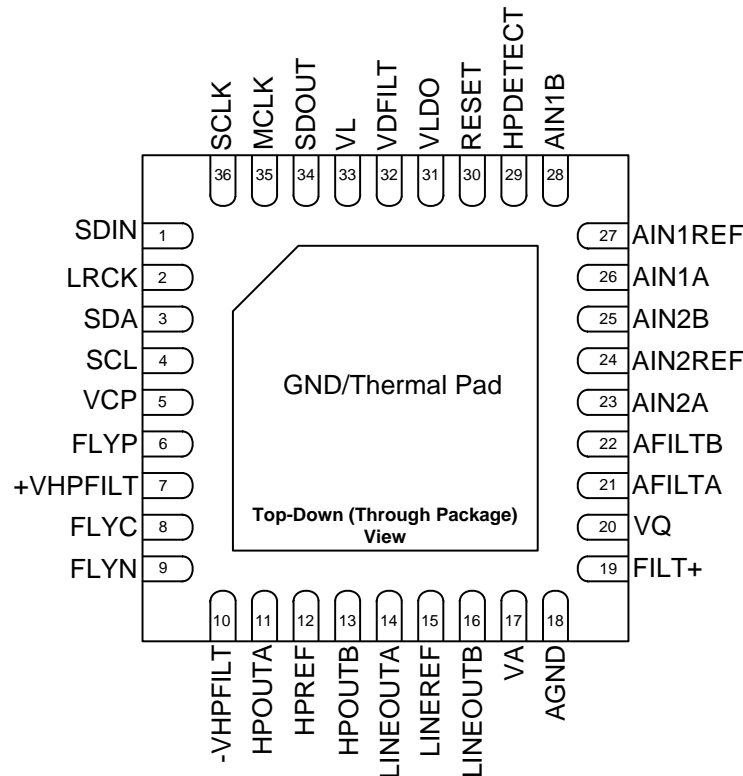 SCLK
MCLK
SDOUT
VL
VDFILT
VLDO
RESET
HPDETECT
AIN1B
36
35
34
33
32
31
30
29
28
SDIN 1
LRCK 2
SDA 3
SCL 4
VCP 5
FLYP 6
+VHPFILT 7
FLYC 8
FLYN 9
27 AIN1REF
26 AIN1A
25 AIN2B
24 AIN2REF
23 AIN2A
22 AFILTB
21 AFILTA
20 VQ
19 FILT+
GND/Thermal Pad
Top-Down (Through Package)
View
10
11
12
13
14
15
16
17
18
-VHPFILT
HPOUTA
HPREF
HPOUTB
LINEOUTA
LINEREF
LINEOUTB
VA
AGND